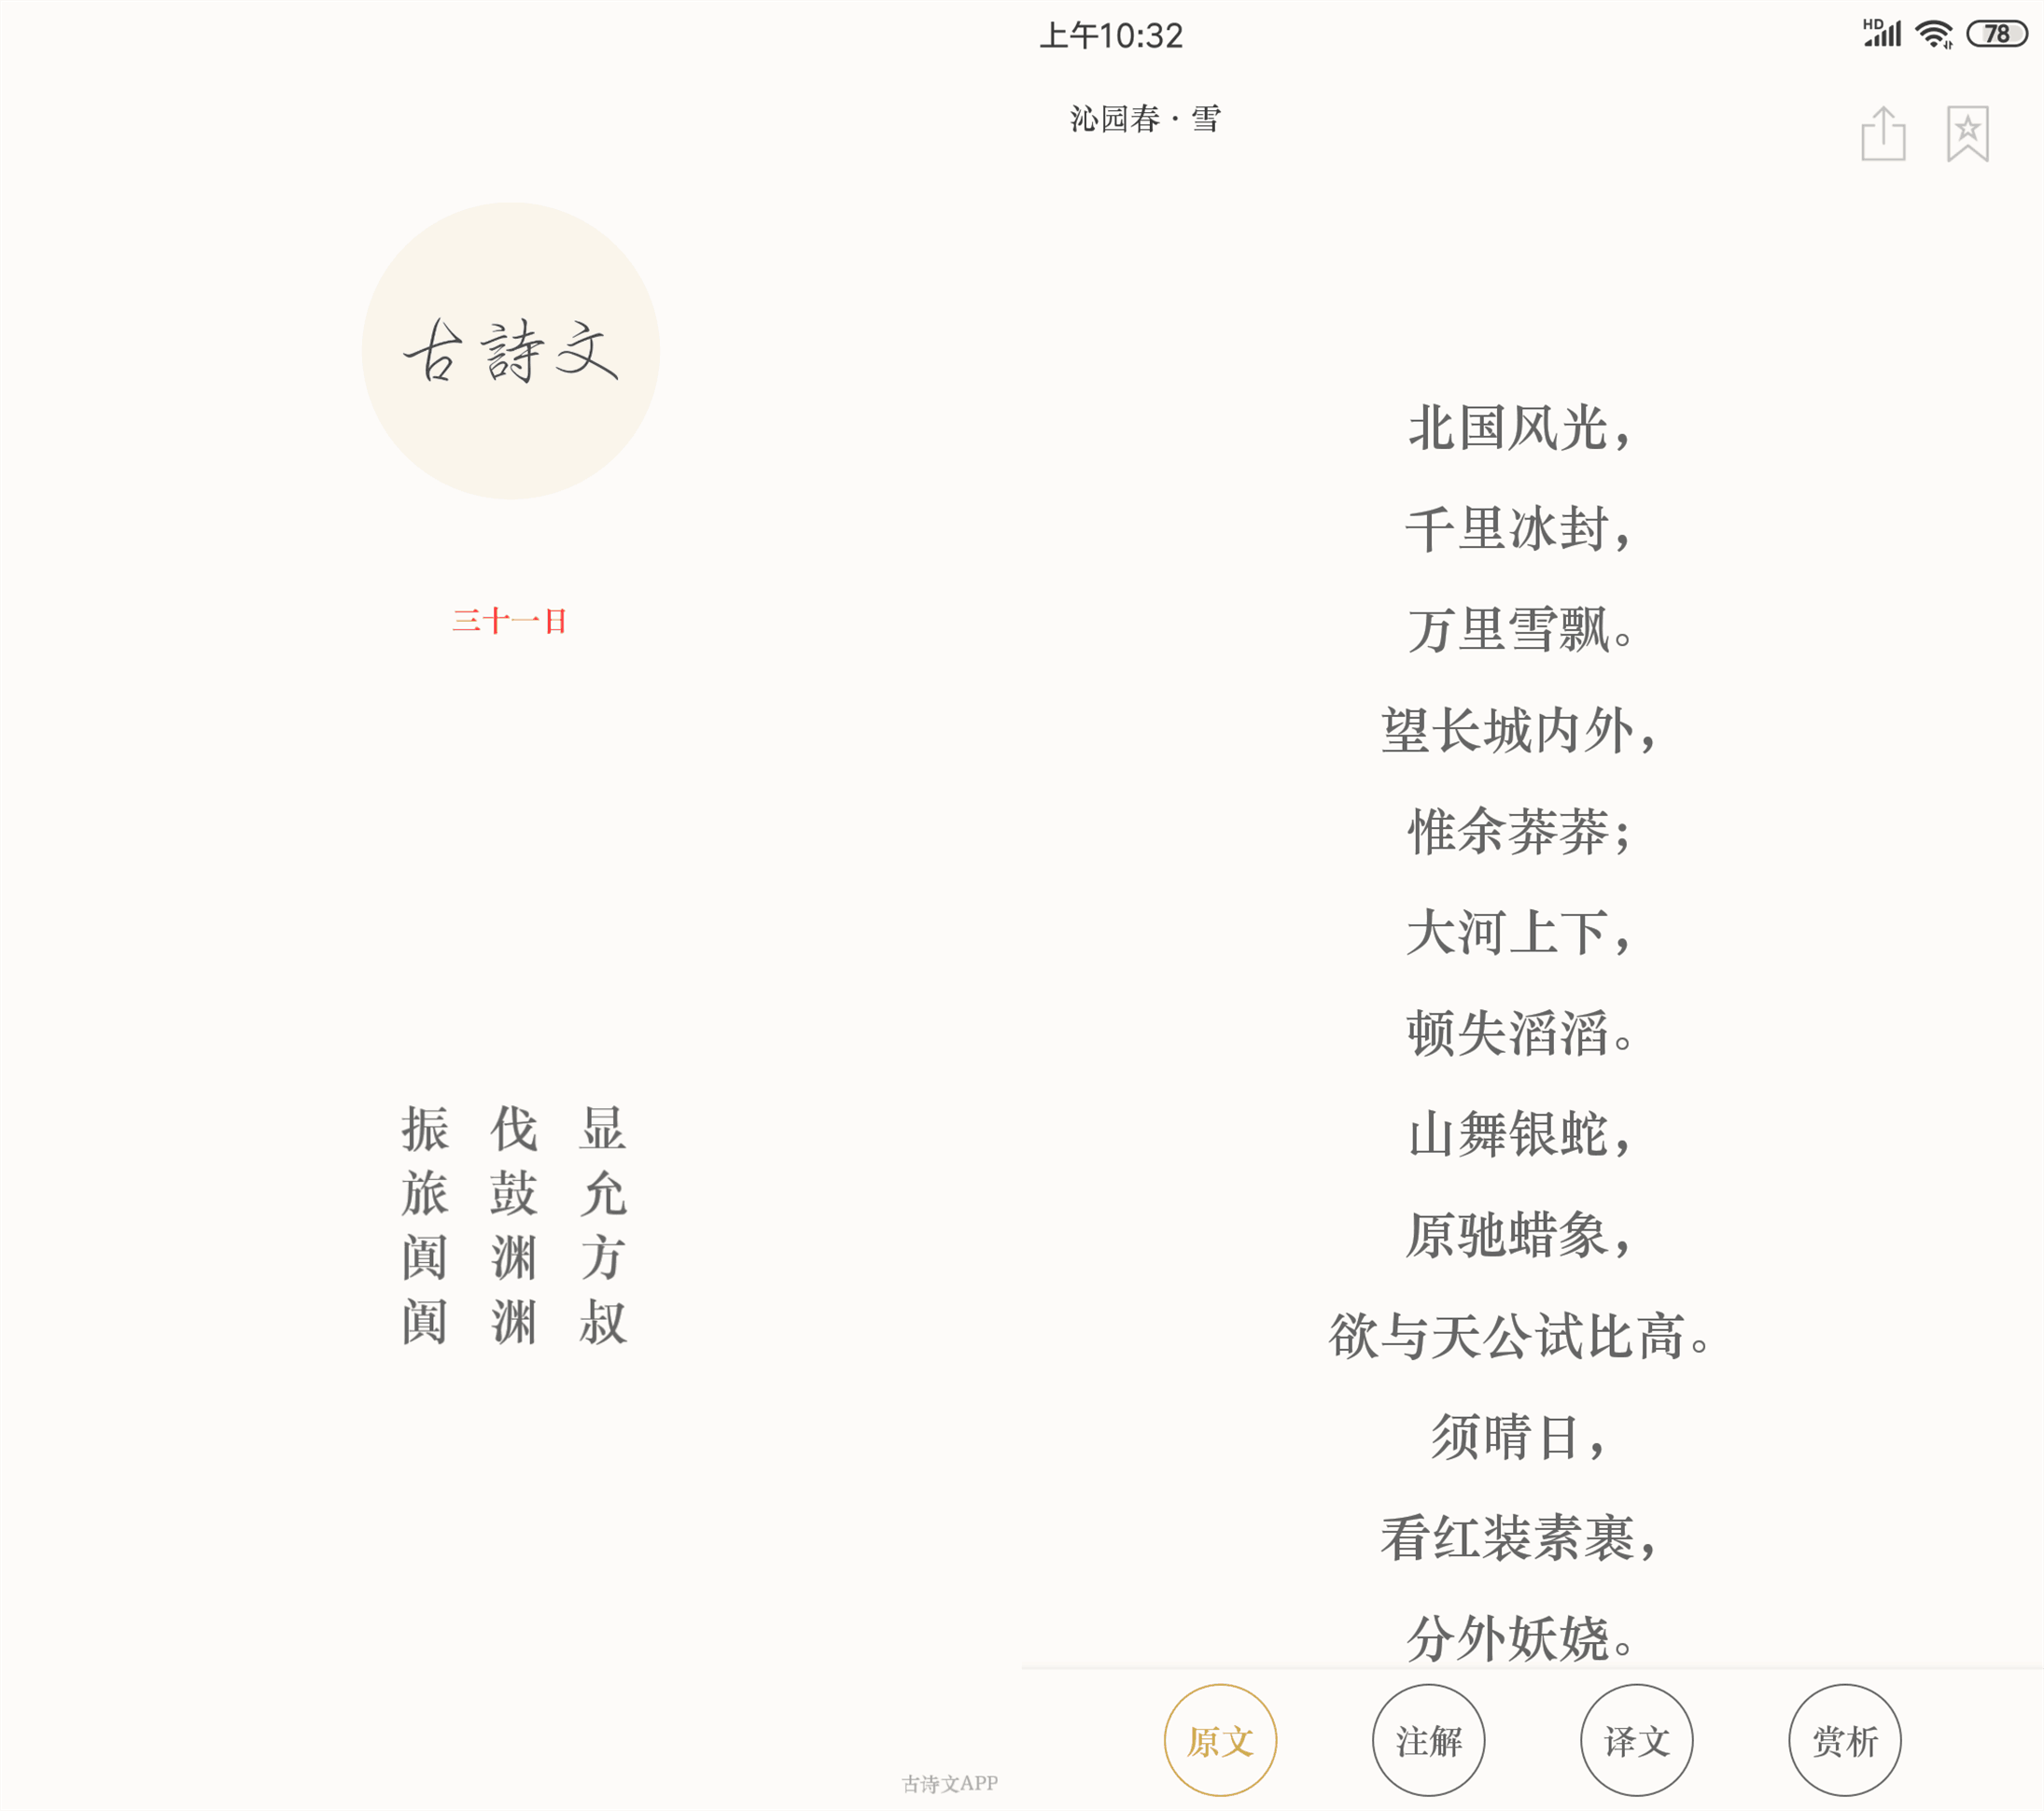 古詩文
三十一日
显允方叔
伐鼓渊渊
振旅阗阗
古诗文APP
上午10:32
HD
78
沁园春·雪
北国风光，
千里冰封，
万里雪飘。
望长城内外，
惟余莽莽；
大河上下，
顿失滔滔。
山舞银蛇，
原驰蜡象，
欲与天公试比高。
须晴日，
看红装素裹，
分外妖娆。
原文
注解
译文
赏析